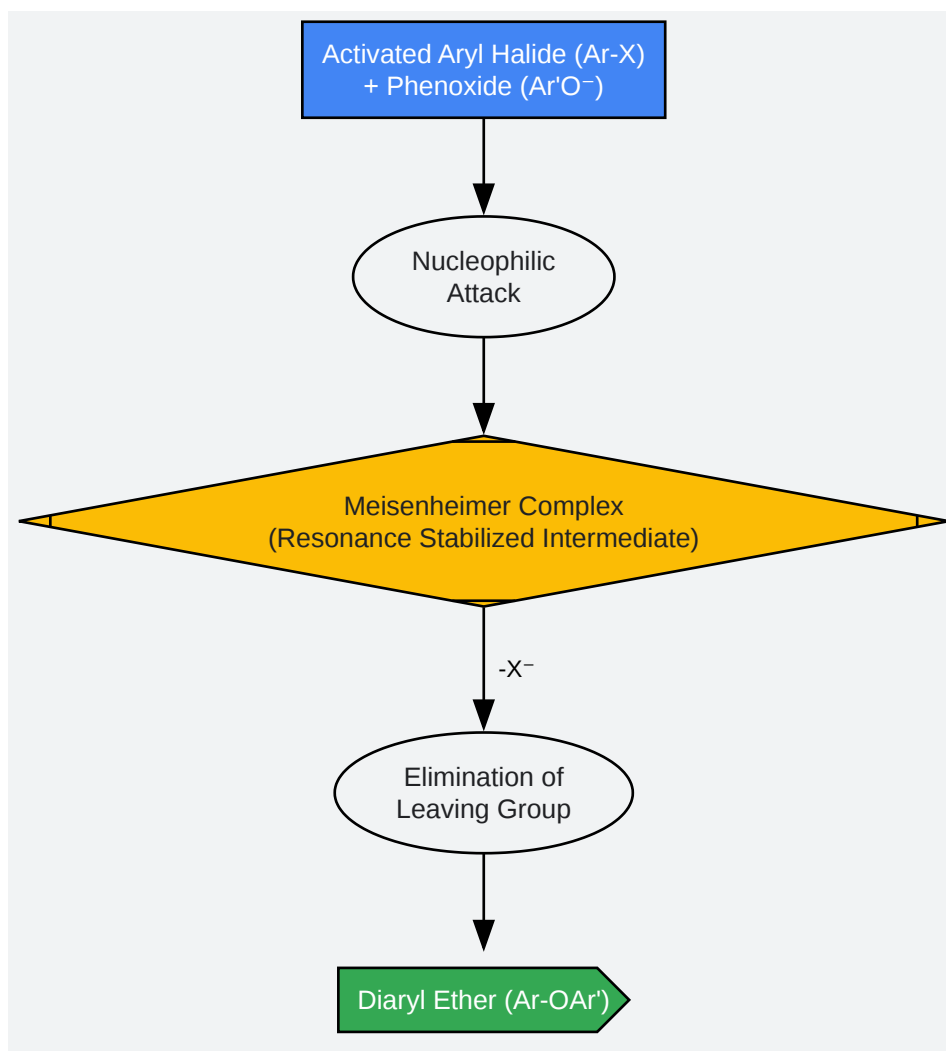 Activated Aryl Halide (Ar-X)
+ Phenoxide (Ar'O⁻)
Nucleophilic
Attack
Meisenheimer Complex
(Resonance Stabilized Intermediate)
-X⁻
Elimination of
Leaving Group
Diaryl Ether (Ar-OAr')